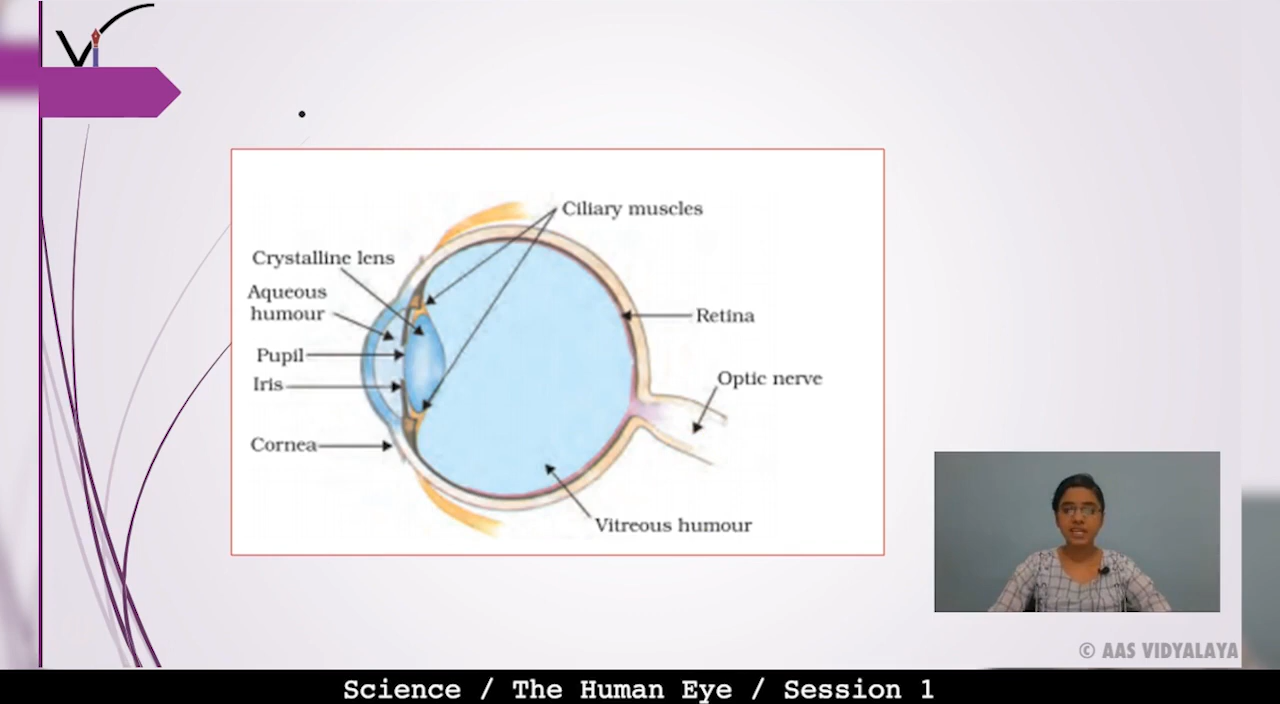 Vi
Ciliary muscles
Crystalline lens
Aqueous
humour
Pupil
Iris
Cornea
Retina
Optic nerve
Vitreous humour
© AAS VIDYALAYA
Science / The Human Eye / Session 1